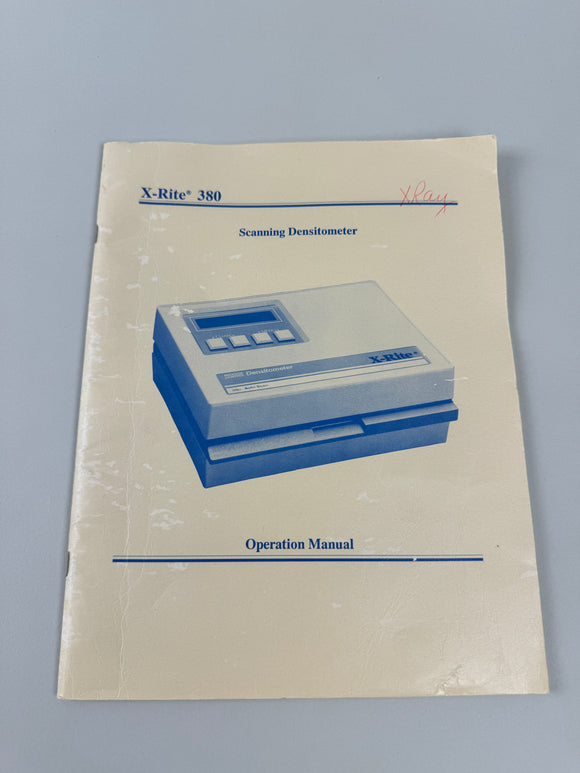 X-Rite® 380
XRay
Scanning Densitometer
X-Rite®
Densitometer
Operation Manual